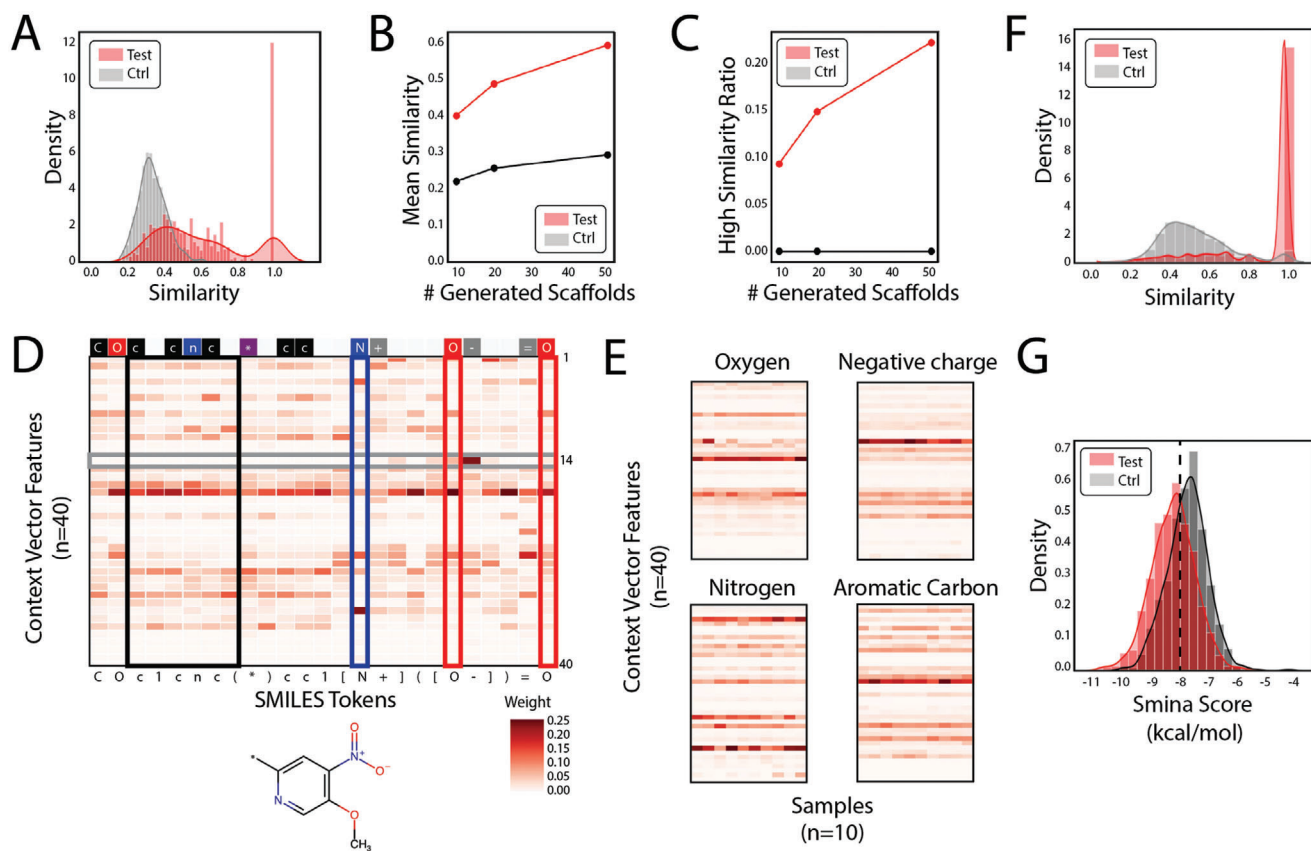 A
12
10
8
6
4
2
0
Density
Test
Ctrl
0.0 0.2 0.4 0.6 0.8 1.0
Similarity
B
0.6
0.5
0.4
0.3
0.2
0.1
0.0
Mean Similarity
Test
Ctrl
10 20 50
# Generated Scaffolds
C
0.20
0.15
0.10
0.05
0.00
High Similarity Ratio
Test
Ctrl
10 20 50
# Generated Scaffolds
F
16
14
12
10
8
6
4
2
0
Density
Test
Ctrl
0.0 0.2 0.4 0.6 0.8 1.0
Similarity
D
C O c c n c * c c N + O - = O
1
14
40
Context Vector Features
(n=40)
C O c 1 c n c ( * ) c c 1 [ N + ] ( [ O - ] ) = O
SMILES Tokens
Weight
0.25
0.20
0.15
0.10
0.05
0.00
O
N+
O−
*
N
O
CH3
E
Oxygen
Negative charge
Nitrogen
Aromatic Carbon
Context Vector Features
(n=40)
Samples
(n=10)
G
0.7
0.6
0.5
0.4
0.3
0.2
0.1
0.0
Density
Test
Ctrl
-11 -10 -9 -8 -7 -6 -5 -4
Smina Score
(kcal/mol)